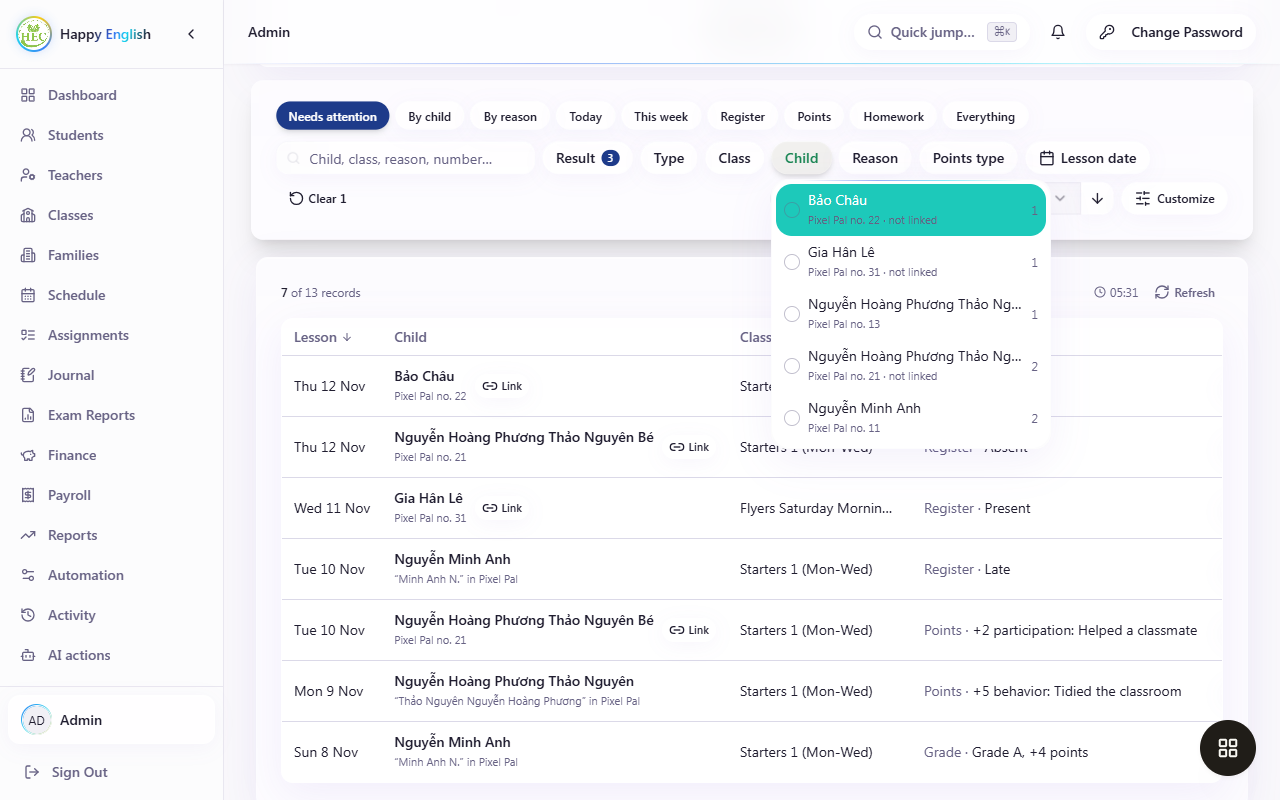 HEC
Happy English
Admin
Quick jump...
⌘K
Change Password
Dashboard
Students
Teachers
Classes
Families
Schedule
Assignments
Journal
Exam Reports
Finance
Payroll
Reports
Automation
Activity
AI actions
AD
Admin
Sign Out
Needs attention
By child
By reason
Today
This week
Register
Points
Homework
Everything
Child, class, reason, number...
Result 3
Type
Class
Child
Reason
Points type
Lesson date
Clear 1
Customize
Bảo Châu
Pixel Pal no. 22 · not linked
1
Gia Hân Lê
Pixel Pal no. 31 · not linked
1
Nguyễn Hoàng Phương Thảo Ng...
Pixel Pal no. 13
1
Nguyễn Hoàng Phương Thảo Ng...
Pixel Pal no. 21 · not linked
2
Nguyễn Minh Anh
Pixel Pal no. 11
2
7 of 13 records
05:31
Refresh
Lesson
Child
Thu 12 Nov
Bảo Châu
Pixel Pal no. 22
Link
Thu 12 Nov
Nguyễn Hoàng Phương Thảo Nguyên Bé
Pixel Pal no. 21
Link
Starters 1 (Mon-Wed)
Register · Absent
Wed 11 Nov
Gia Hân Lê
Pixel Pal no. 31
Link
Flyers Saturday Mornin...
Register · Present
Tue 10 Nov
Nguyễn Minh Anh
“Minh Anh N.” in Pixel Pal
Starters 1 (Mon-Wed)
Register · Late
Tue 10 Nov
Nguyễn Hoàng Phương Thảo Nguyên Bé
Pixel Pal no. 21
Link
Starters 1 (Mon-Wed)
Points · +2 participation: Helped a classmate
Mon 9 Nov
Nguyễn Hoàng Phương Thảo Nguyên
“Thảo Nguyên Nguyễn Hoàng Phương” in Pixel Pal
Starters 1 (Mon-Wed)
Points · +5 behavior: Tidied the classroom
Sun 8 Nov
Nguyễn Minh Anh
“Minh Anh N.” in Pixel Pal
Starters 1 (Mon-Wed)
Grade · Grade A, +4 points